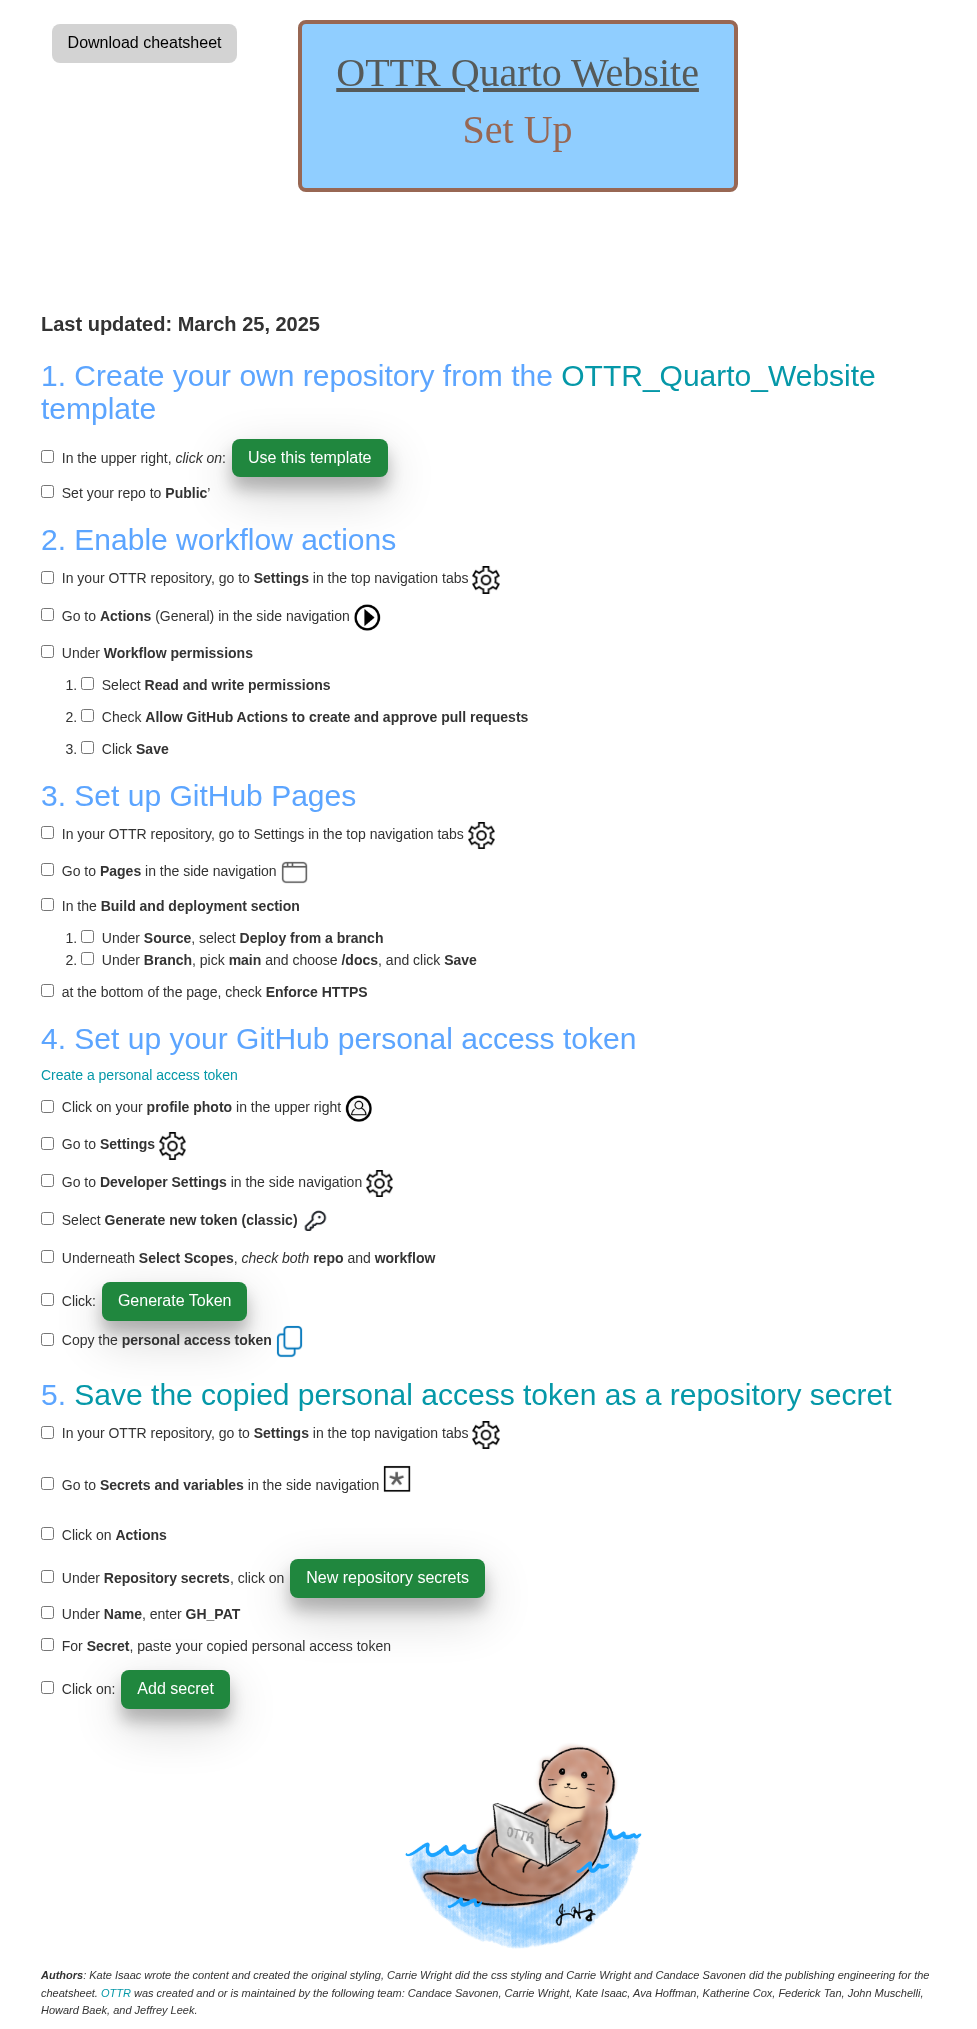 Download cheatsheet
OTTR Quarto Website
Set Up
Last updated: March 25, 2025
1. Create your own repository from the OTTR_Quarto_Website
template
In the upper right, click on: Use this template
Set your repo to Public'
2. Enable workflow actions
In your OTTR repository, go to Settings in the top navigation tabs
Go to Actions (General) in the side navigation
Under Workflow permissions
1. Select Read and write permissions
2. Check Allow GitHub Actions to create and approve pull requests
3. Click Save
3. Set up GitHub Pages
In your OTTR repository, go to Settings in the top navigation tabs
Go to Pages in the side navigation
In the Build and deployment section
1. Under Source, select Deploy from a branch
2. Under Branch, pick main and choose /docs, and click Save
at the bottom of the page, check Enforce HTTPS
4. Set up your GitHub personal access token
Create a personal access token
Click on your profile photo in the upper right
Go to Settings
Go to Developer Settings in the side navigation
Select Generate new token (classic)
Underneath Select Scopes, check both repo and workflow
Click: Generate Token
Copy the personal access token
5. Save the copied personal access token as a repository secret
In your OTTR repository, go to Settings in the top navigation tabs
Go to Secrets and variables in the side navigation
Click on Actions
Under Repository secrets, click on New repository secrets
Under Name, enter GH_PAT
For Secret, paste your copied personal access token
Click on: Add secret
OTTR
Authors: Kate Isaac wrote the content and created the original styling, Carrie Wright did the css styling and Carrie Wright and Candace Savonen did the publishing engineering for the
cheatsheet. OTTR was created and or is maintained by the following team: Candace Savonen, Carrie Wright, Kate Isaac, Ava Hoffman, Katherine Cox, Federick Tan, John Muschelli,
Howard Baek, and Jeffrey Leek.